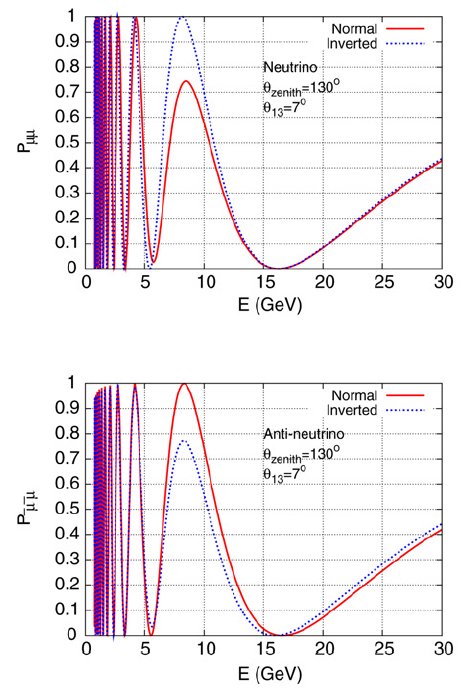 Normal
Inverted
Neutrino
θzenith=130°
θ13=7°
1
0.9
0.8
0.7
0.6
0.5
0.4
0.3
0.2
0.1
0
Pμμ
0 5 10 15 20 25 30
E (GeV)
Normal
Inverted
Anti-neutrino
θzenith=130°
θ13=7°
1
0.9
0.8
0.7
0.6
0.5
0.4
0.3
0.2
0.1
0
Pμ̄μ̄
0 5 10 15 20 25 30
E (GeV)